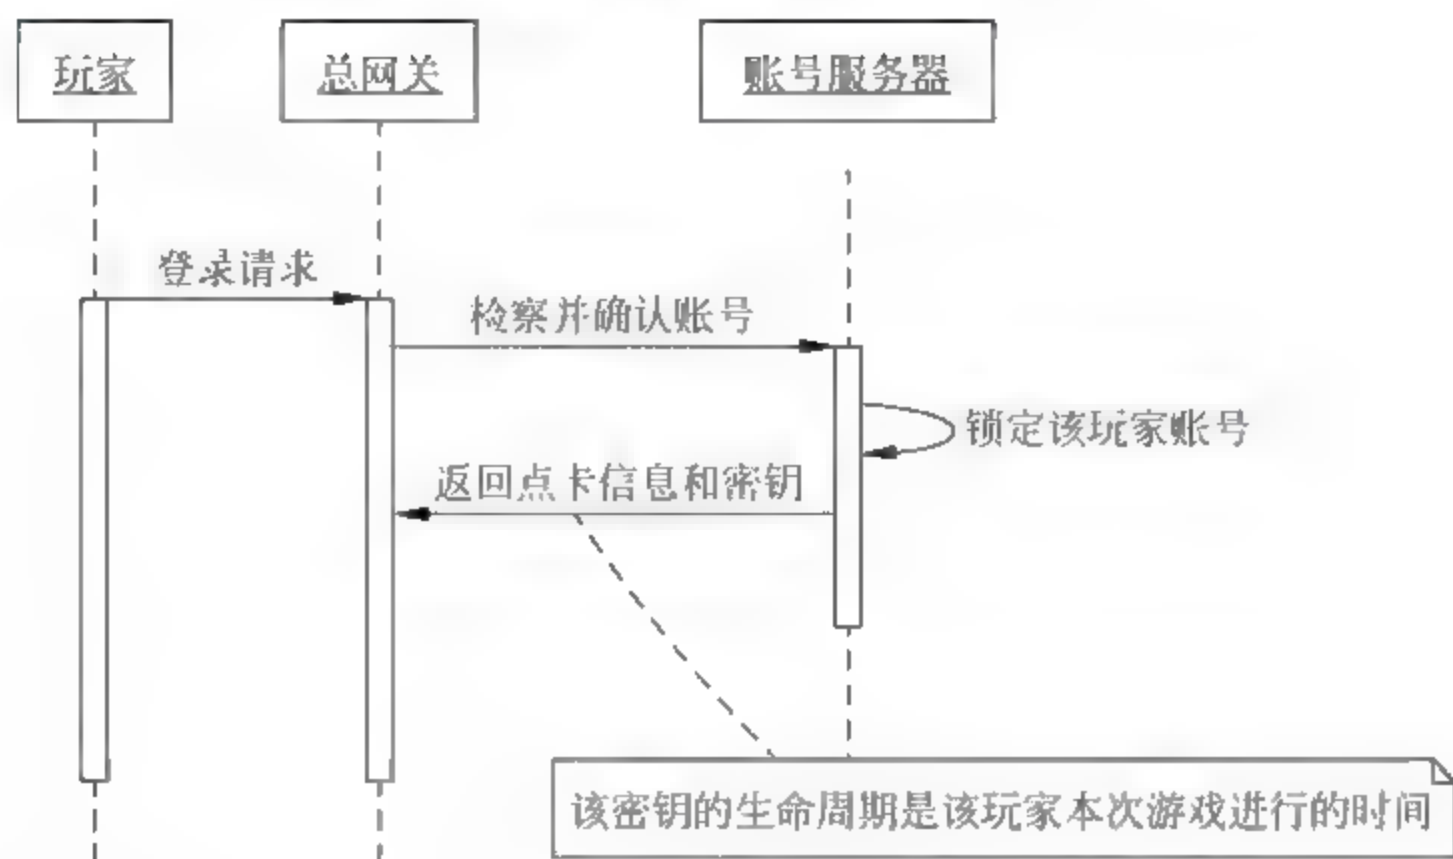 玩家
总网关
账号服务器
登录请求
检察并确认账号
锁定该玩家账号
返回点卡信息和密钥
该密钥的生命周期是该玩家本次游戏进行的时间